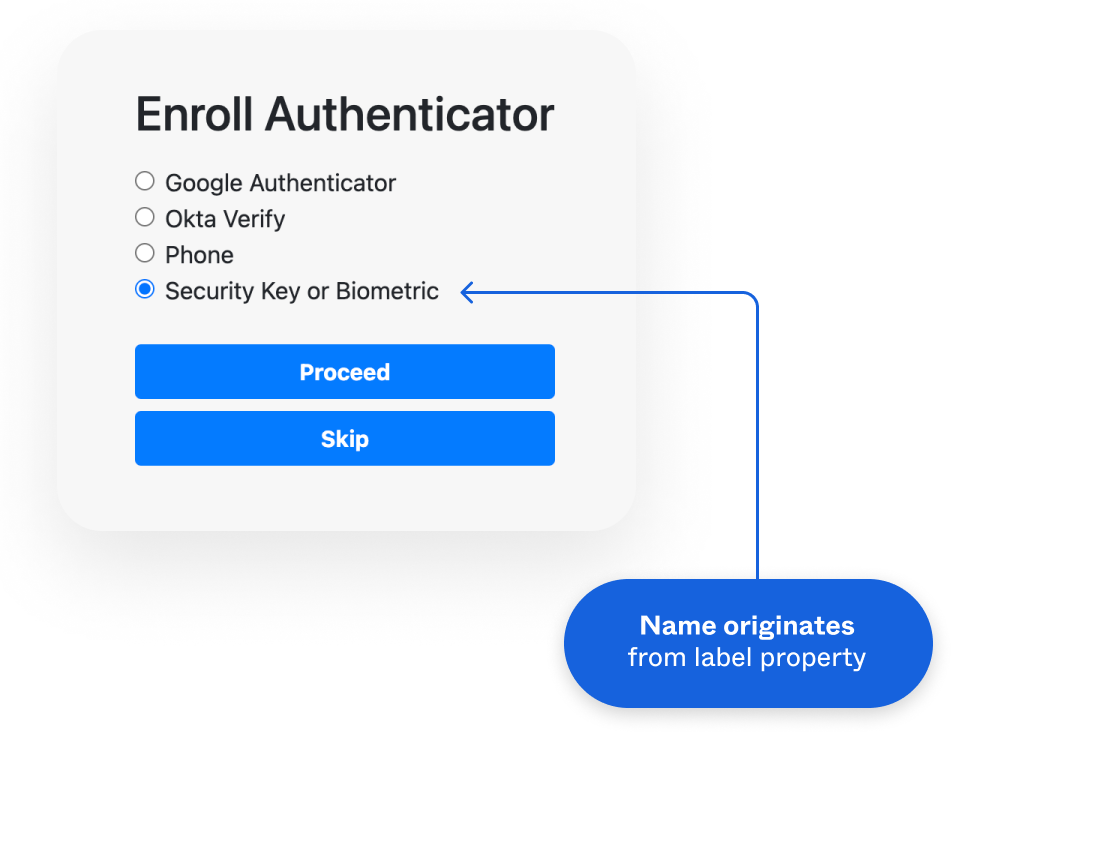 Enroll Authenticator
Google Authenticator
Okta Verify
Phone
Security Key or Biometric
Proceed
Skip
Name originates
from label property